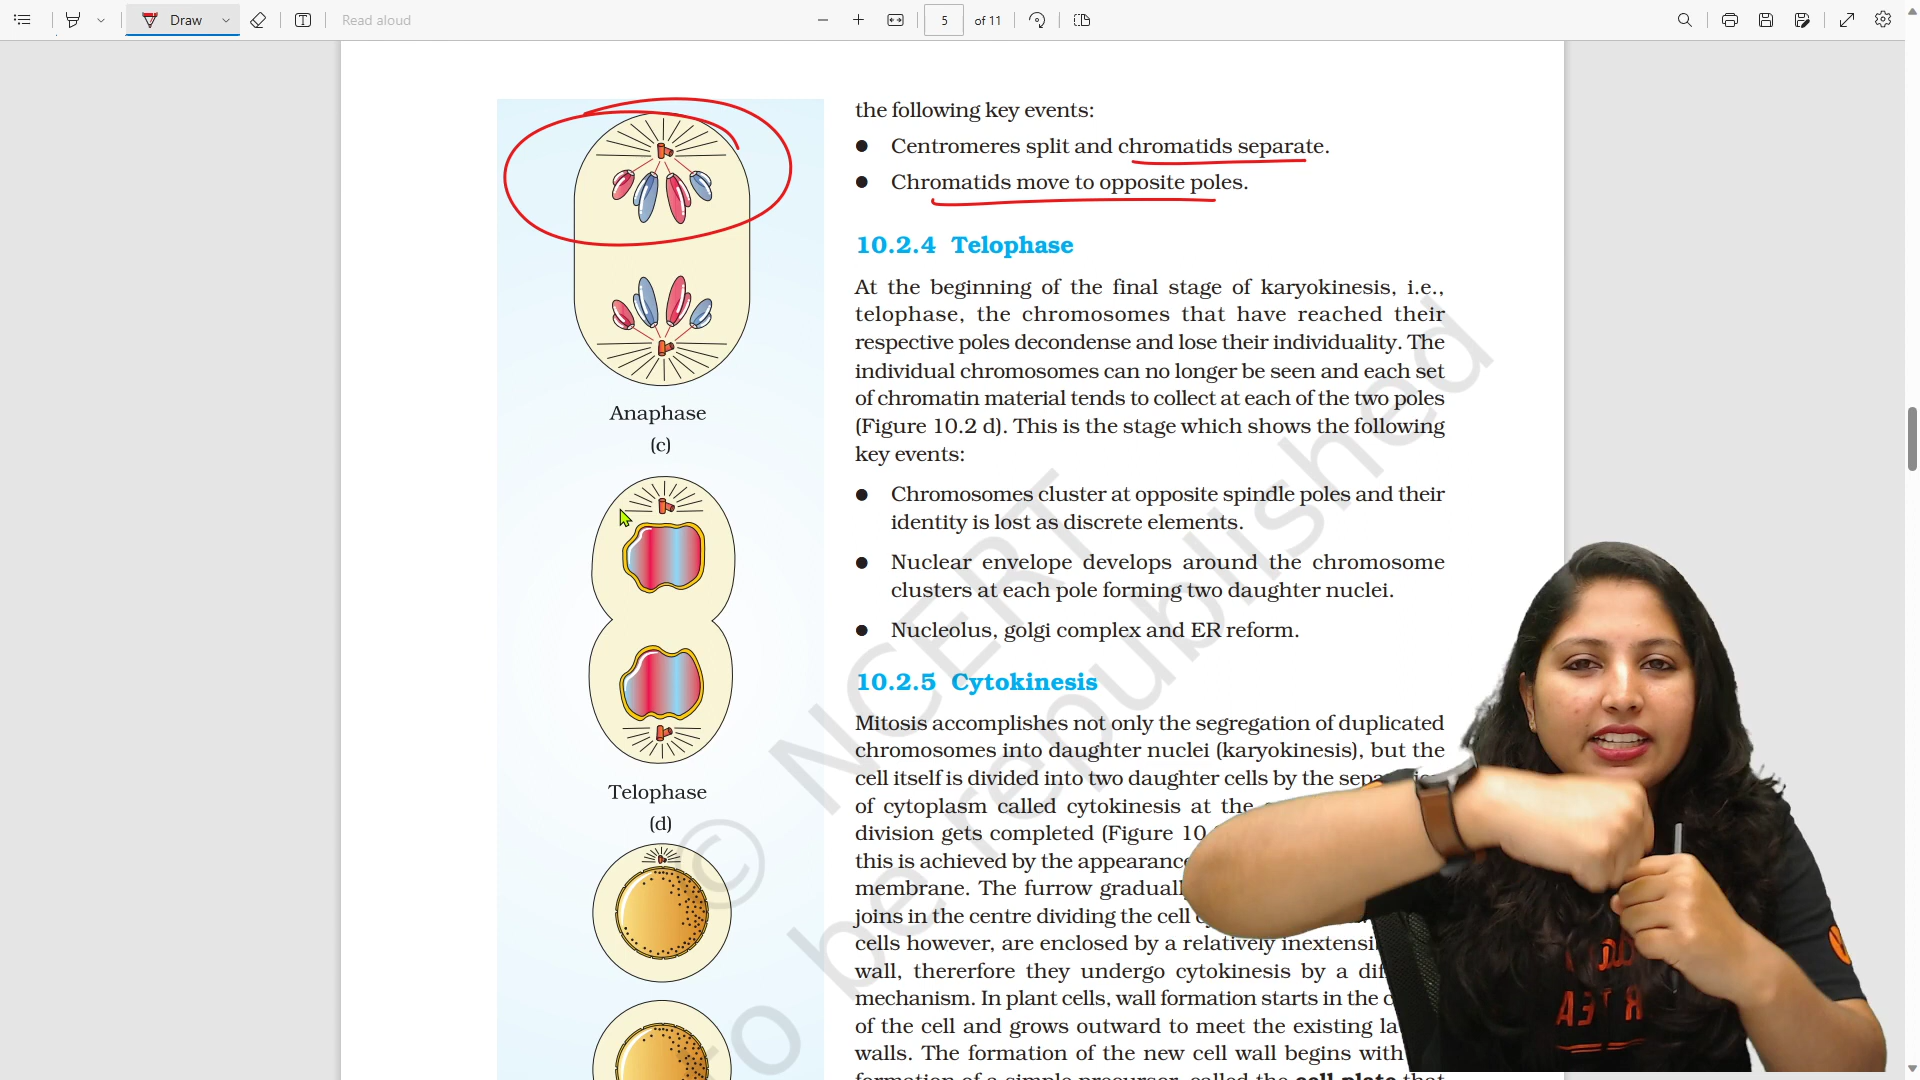 Draw
Read aloud
5 of 11
the following key events:
● Centromeres split and chromatids separate.
● Chromatids move to opposite poles.
10.2.4 Telophase
At the beginning of the final stage of karyokinesis, i.e.,
telophase, the chromosomes that have reached their
respective poles decondense and lose their individuality. The
individual chromosomes can no longer be seen and each set
of chromatin material tends to collect at each of the two poles
(Figure 10.2 d). This is the stage which shows the following
key events:
● Chromosomes cluster at opposite spindle poles and their
identity is lost as discrete elements.
● Nuclear envelope develops around the chromosome
clusters at each pole forming two daughter nuclei.
● Nucleolus, golgi complex and ER reform.
10.2.5 Cytokinesis
Mitosis accomplishes not only the segregation of duplicated
chromosomes into daughter nuclei (karyokinesis), but the
cell itself is divided into two daughter cells by the
of cytoplasm called cytokinesis at the
division gets completed (Figure 10
this is achieved by the appearance
membrane. The furrow
joins in the centre dividing the cell
cells however, are enclosed by a relatively
wall, thererfore they undergo cytokinesis by a
mechanism. In plant cells, wall formation starts in the
of the cell and grows outward to meet the existing
walls. The formation of the new cell wall begins with
formation of a simple precursor, called the cell plate that
Anaphase
(c)
Telophase
(d)
© NCERT
to be republished